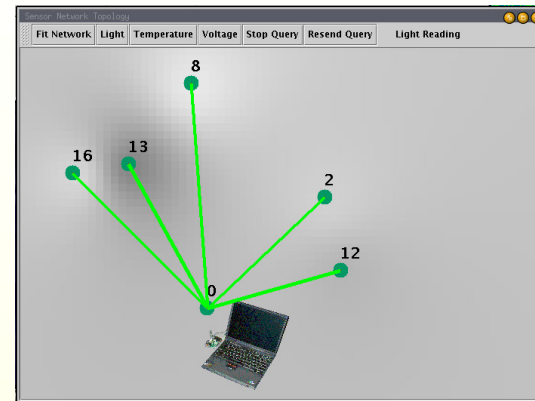 Sensor Network Topology
Fit Network Light Temperature Voltage Stop Query Resend Query Light Reading
8
16 13
2
12
0